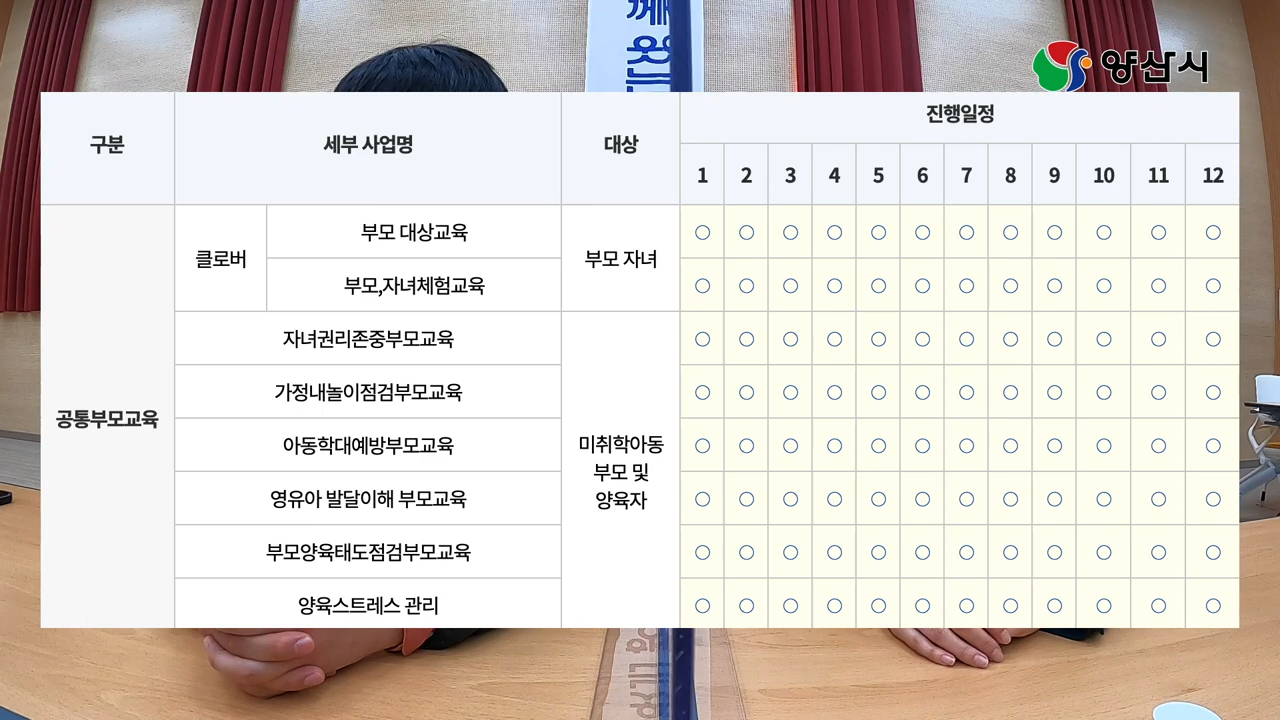 께
웃는
양산시
구분 세부 사업명 대상 진행일정
1 2 3 4 5 6 7 8 9 10 11 12
공통부모교육
클로버
부모 대상교육
부모 자녀
○ ○ ○ ○ ○ ○ ○ ○ ○ ○ ○ ○
부모,자녀체험교육
○ ○ ○ ○ ○ ○ ○ ○ ○ ○ ○ ○
자녀권리존중부모교육
○ ○ ○ ○ ○ ○ ○ ○ ○ ○ ○ ○
가정내놀이점검부모교육
○ ○ ○ ○ ○ ○ ○ ○ ○ ○ ○ ○
아동학대예방부모교육
미취학아동
부모 및
양육자
○ ○ ○ ○ ○ ○ ○ ○ ○ ○ ○ ○
영유아 발달이해 부모교육
○ ○ ○ ○ ○ ○ ○ ○ ○ ○ ○ ○
부모양육태도점검부모교육
○ ○ ○ ○ ○ ○ ○ ○ ○ ○ ○ ○
양육스트레스 관리
○ ○ ○ ○ ○ ○ ○ ○ ○ ○ ○ ○